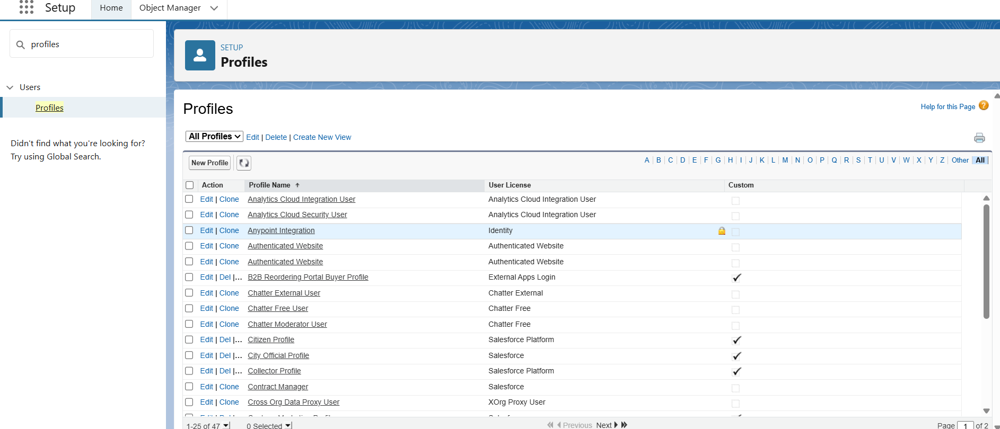 Setup Home Object Manager
profiles
Users
Profiles
Didn't find what you're looking for?
Try using Global Search.
SETUP
Profiles
Profiles
Help for this Page ?
All Profiles Edit | Delete | Create New View
New Profile
A B C D E F G H I J K L M N O P Q R S T U V W X Y Z Other All
Action Profile Name User License Custom
Edit | Clone Analytics Cloud Integration User Analytics Cloud Integration User
Edit | Clone Analytics Cloud Security User Analytics Cloud Integration User
Edit | Clone Anypoint Integration Identity
Edit | Clone Authenticated Website Authenticated Website
Edit | Clone Authenticated Website Authenticated Website
Edit | Del |... B2B Reordering Portal Buyer Profile External Apps Login
Edit | Clone Chatter External User Chatter External
Edit | Clone Chatter Free User Chatter Free
Edit | Clone Chatter Moderator User Chatter Free
Edit | Del |... Citizen Profile Salesforce Platform
Edit | Del |... City Official Profile Salesforce
Edit | Del |... Collector Profile Salesforce Platform
Edit | Clone Contract Manager Salesforce
Edit | Clone Cross Org Data Proxy User XOrg Proxy User
1-25 of 47 0 Selected Previous Next Page 1 of 2